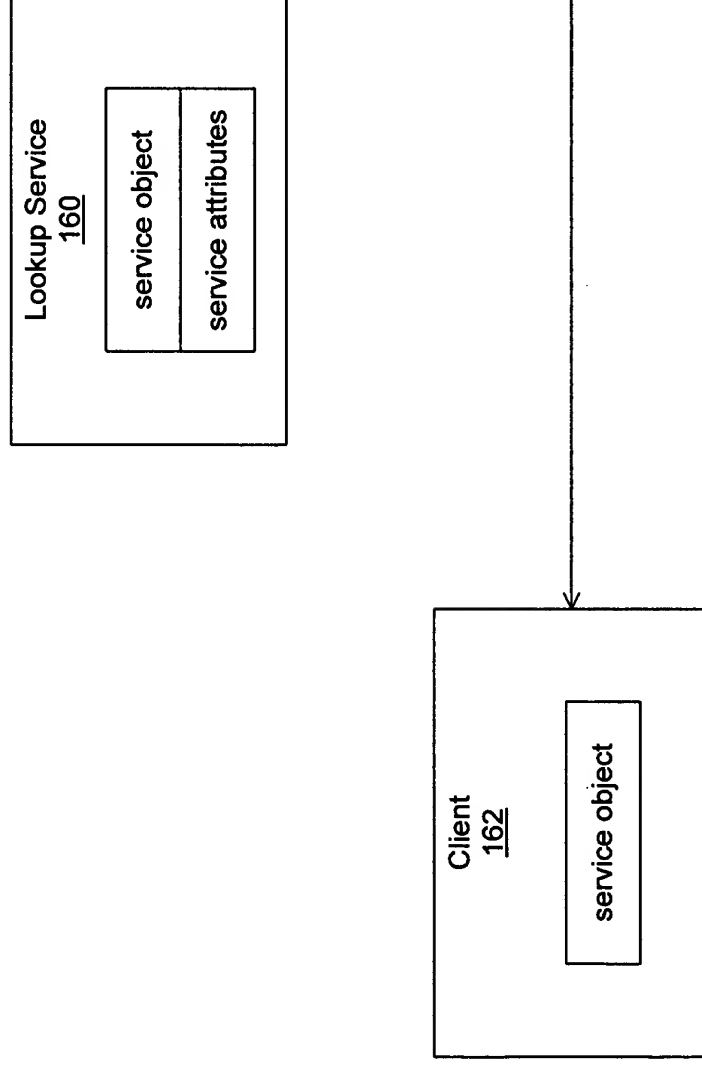 Lookup Service
160
service object
service attributes
Client
162
service object